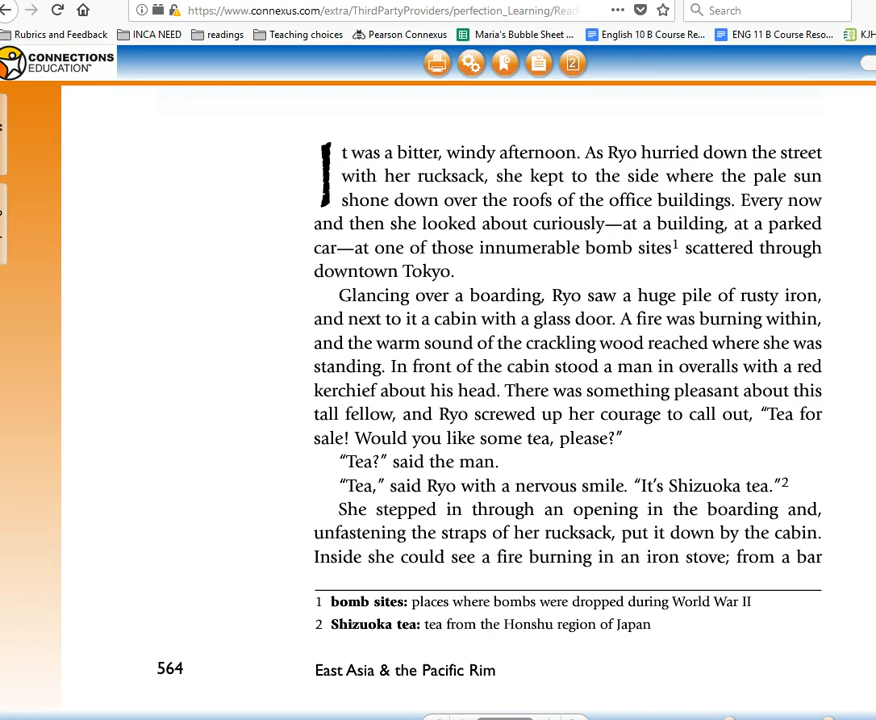 https://www.connexus.com/extra/ThirdPartyProviders/perfection_Learning/Read
Search
Rubrics and Feedback INCA NEED readings Teaching choices Pearson Connexus Maria's Bubble Sheet ... English 10 B Course Re... ENG 11 B Course Reso... KJH
CONNECTIONS
EDUCATION™
2
It was a bitter, windy afternoon. As Ryo hurried down the street
with her rucksack, she kept to the side where the pale sun
shone down over the roofs of the office buildings. Every now
and then she looked about curiously—at a building, at a parked
car—at one of those innumerable bomb sites1 scattered through
downtown Tokyo.
Glancing over a boarding, Ryo saw a huge pile of rusty iron,
and next to it a cabin with a glass door. A fire was burning within,
and the warm sound of the crackling wood reached where she was
standing. In front of the cabin stood a man in overalls with a red
kerchief about his head. There was something pleasant about this
tall fellow, and Ryo screwed up her courage to call out, “Tea for
sale! Would you like some tea, please?”
“Tea?” said the man.
“Tea,” said Ryo with a nervous smile. “It’s Shizuoka tea.”2
She stepped in through an opening in the boarding and,
unfastening the straps of her rucksack, put it down by the cabin.
Inside she could see a fire burning in an iron stove; from a bar
1 bomb sites: places where bombs were dropped during World War II
2 Shizuoka tea: tea from the Honshu region of Japan
564 East Asia & the Pacific Rim